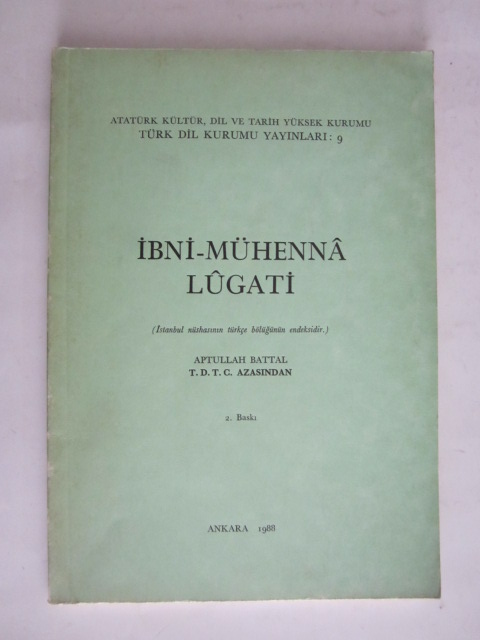 ATATÜRK KÜLTÜR, DİL VE TARİH YÜKSEK KURUMU
TÜRK DİL KURUMU YAYINLARI: 9
İBNİ-MÜHENNÂ
LÛGATİ
(İstanbul nüshasının türkçe bölüğünün endeksidir.)
APTULLAH BATTAL
T. D. T. C. AZASINDAN
2. Baskı
ANKARA 1988